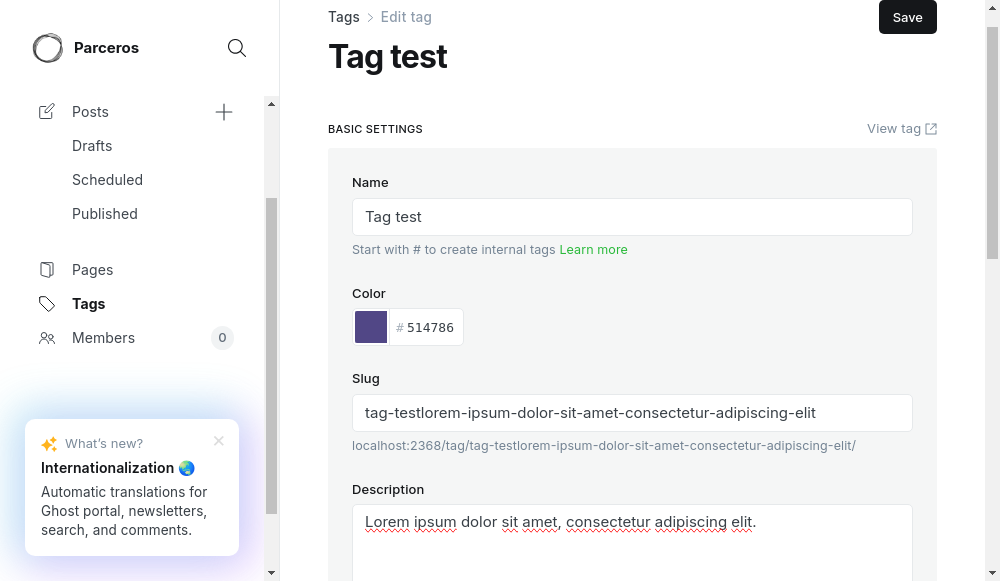 Parceros
Posts
Drafts
Scheduled
Published
Pages
Tags
Members
0
What's new?
Internationalization 🌏
Automatic translations for
Ghost portal, newsletters,
search, and comments.
Tags > Edit tag
Save
Tag test
BASIC SETTINGS
View tag
Name
Tag test
Start with # to create internal tags Learn more
Color
# 514786
Slug
tag-testlorem-ipsum-dolor-sit-amet-consectetur-adipiscing-elit
localhost:2368/tag/tag-testlorem-ipsum-dolor-sit-amet-consectetur-adipiscing-elit/
Description
Lorem ipsum dolor sit amet, consectetur adipiscing elit.